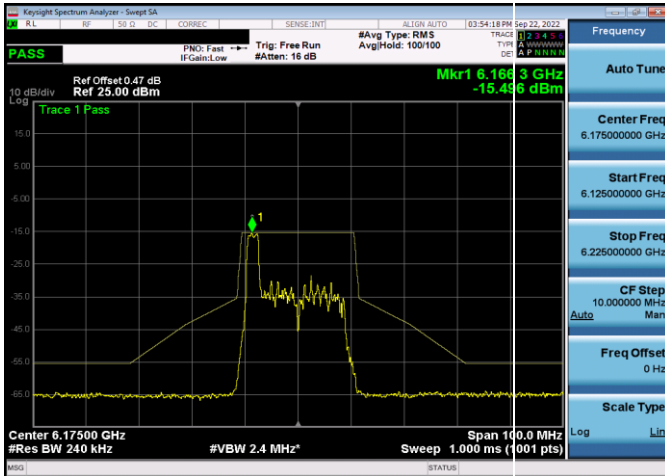 Keysight Spectrum Analyzer - Swept SA
RL RF 50 Ω DC CORREC SENSE:INT ALIGN AUTO 03:54:18 PM Sep 22, 2022
#Avg Type: RMS TRACE 1 2 3 4 5 6
PNO: Fast Trig: Free Run Avg|Hold: 100/100 TYPE A WWWWW
PASS IFGain:Low #Atten: 16 dB DET A P N N N N
Mkr1 6.166 3 GHz
Ref Offset 0.47 dB
10 dB/div Ref 25.00 dBm -15.496 dBm
Log
Trace 1 Pass
15.0
5.00
-5.00
1
-15.0
-25.0
-35.0
-45.0
-55.0
-65.0
Center 6.17500 GHz Span 100.0 MHz
#Res BW 240 kHz #VBW 2.4 MHz* Sweep 1.000 ms (1001 pts)
MSG STATUS
Frequency
Auto Tune
Center Freq
6.175000000 GHz
Start Freq
6.125000000 GHz
Stop Freq
6.225000000 GHz
CF Step
10.000000 MHz
Auto Man
Freq Offset
0 Hz
Scale Type
Log Lin